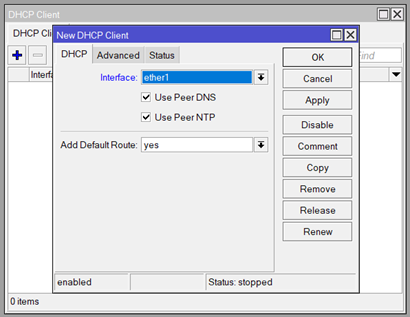 DHCP Client
DHCP Cli
New DHCP Client
DHCP Advanced Status
Interface: ether1
Use Peer DNS
Use Peer NTP
Add Default Route: yes
OK
Cancel
Apply
Disable
Comment
Copy
Remove
Release
Renew
enabled
Status: stopped
Interfa
ind
0 items